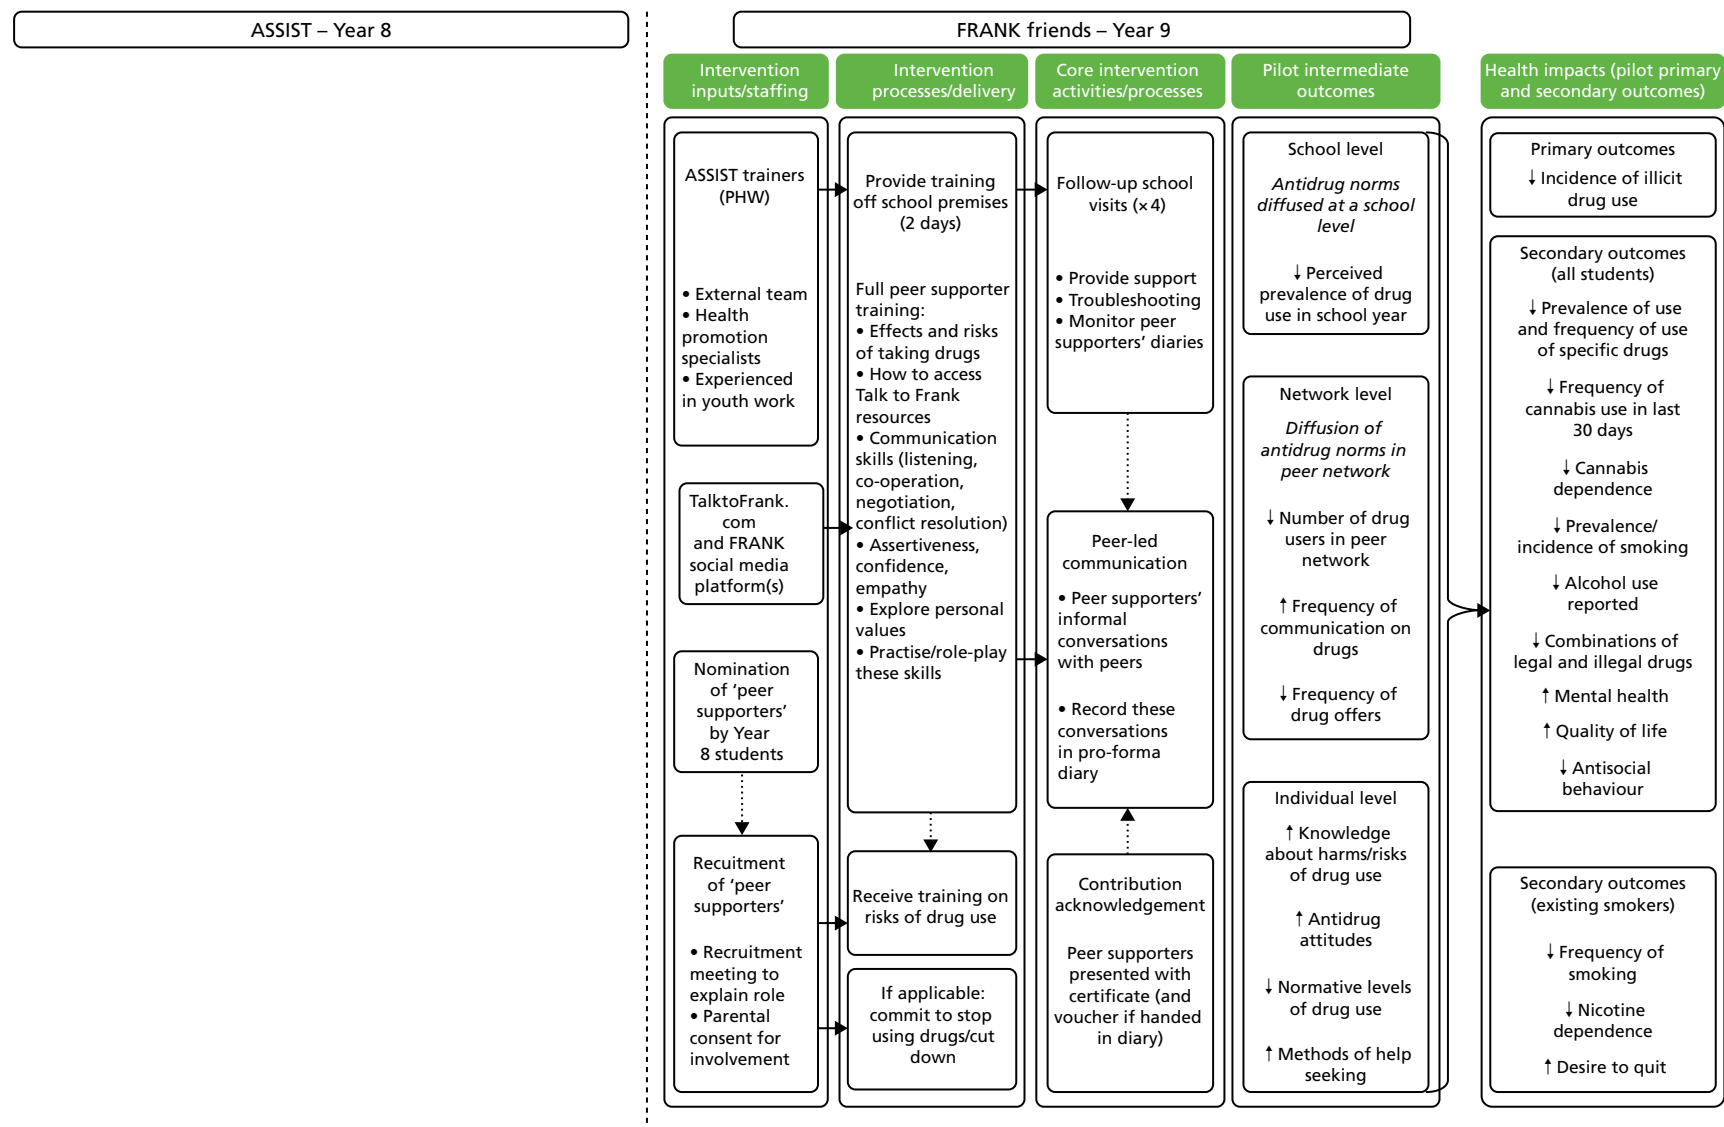 ASSIST – Year 8
FRANK friends – Year 9
Intervention
inputs/staffing
Intervention
processes/delivery
Core intervention
activities/processes
Pilot intermediate
outcomes
Health impacts (pilot primary
and secondary outcomes)
ASSIST trainers
(PHW)
• External team
• Health
promotion
specialists
• Experienced
in youth work
TalktoFrank.
com
and FRANK
social media
platform(s)
Nomination
of ‘peer
supporters’
by Year
8 students
Recuitment
of ‘peer
supporters’
• Recruitment
meeting to
explain role
• Parental
consent for
involvement
Provide training
off school premises
(2 days)
Full peer supporter
training:
• Effects and risks
of taking drugs
• How to access
Talk to Frank
resources
• Communication
skills (listening,
co-operation,
negotiation,
conflict resolution)
• Assertiveness,
confidence,
empathy
• Explore personal
values
• Practise/role-play
these skills
Receive training on
risks of drug use
If applicable:
commit to stop
using drugs/cut
down
Follow-up school
visits (×4)
• Provide support
• Troubleshooting
• Monitor peer
supporters’ diaries
Peer-led
communication
• Peer supporters’
informal
conversations
with peers
• Record these
conversations
in pro-forma
diary
Contribution
acknowledgement
Peer supporters
presented with
certificate (and
voucher if handed
in diary)
School level
Antidrug norms
diffused at a school
level
↓ Perceived
prevalence of drug
use in school year
Network level
Diffusion of
antidrug norms in
peer network
↓ Number of drug
users in peer
network
↑ Frequency of
communication on
drugs
↓ Frequency of
drug offers
Individual level
↑ Knowledge
about harms/risks
of drug use
↑ Antidrug
attitudes
↓ Normative levels
of drug use
↑ Methods of help
seeking
Primary outcomes
↓ Incidence of illicit
drug use
Secondary outcomes
(all students)
↓ Prevalence of use
and frequency of use
of specific drugs
↓ Frequency of
cannabis use in last
30 days
↓ Cannabis
dependence
↓ Prevalence/
incidence of smoking
↓ Alcohol use
reported
↓ Combinations of
legal and illegal drugs
↑ Mental health
↑ Quality of life
↓ Antisocial
behaviour
Secondary outcomes
(existing smokers)
↓ Frequency of
smoking
↓ Nicotine
dependence
↑ Desire to quit